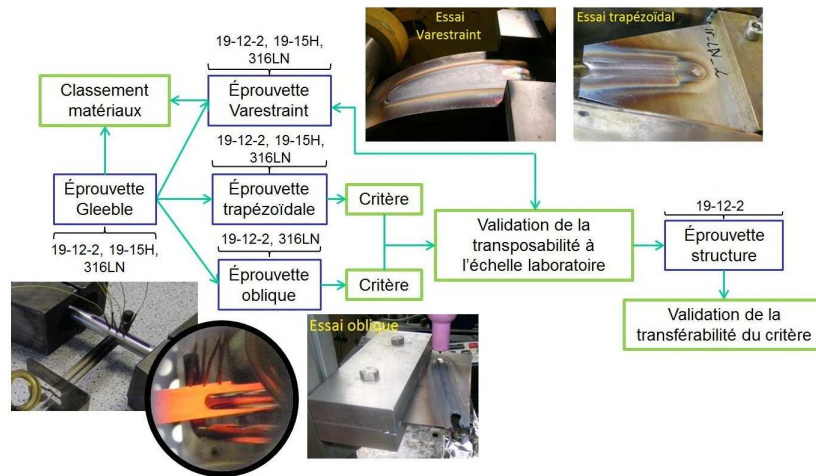 Essai
Varestraint
Essai trapézoïdal
19-12-2, 19-15H,
316LN
Classement
matériaux
Éprouvette
Varestraint
19-12-2, 19-15H,
316LN
Éprouvette
Gleeble
Éprouvette
trapézoïdale
Critère
19-12-2, 19-15H,
316LN
19-12-2, 316LN
Éprouvette
oblique
Critère
Validation de la
transposabilité à
l'échelle laboratoire
19-12-2
Éprouvette
structure
Validation de la
transférabilité du critère
Essai oblique